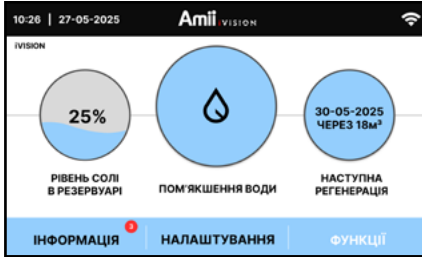 10:26 | 27-05-2025 Amii iVISION
iVISION
25%
30-05-2025
ЧЕРЕЗ 18м³
РІВЕНЬ СОЛІ
В РЕЗЕРВУАРІ
ПОМ'ЯКШЕННЯ ВОДИ
НАСТУПНА
РЕГЕНЕРАЦІЯ
ІНФОРМАЦІЯ 3 НАЛАШТУВАННЯ ФУНКЦІЇ